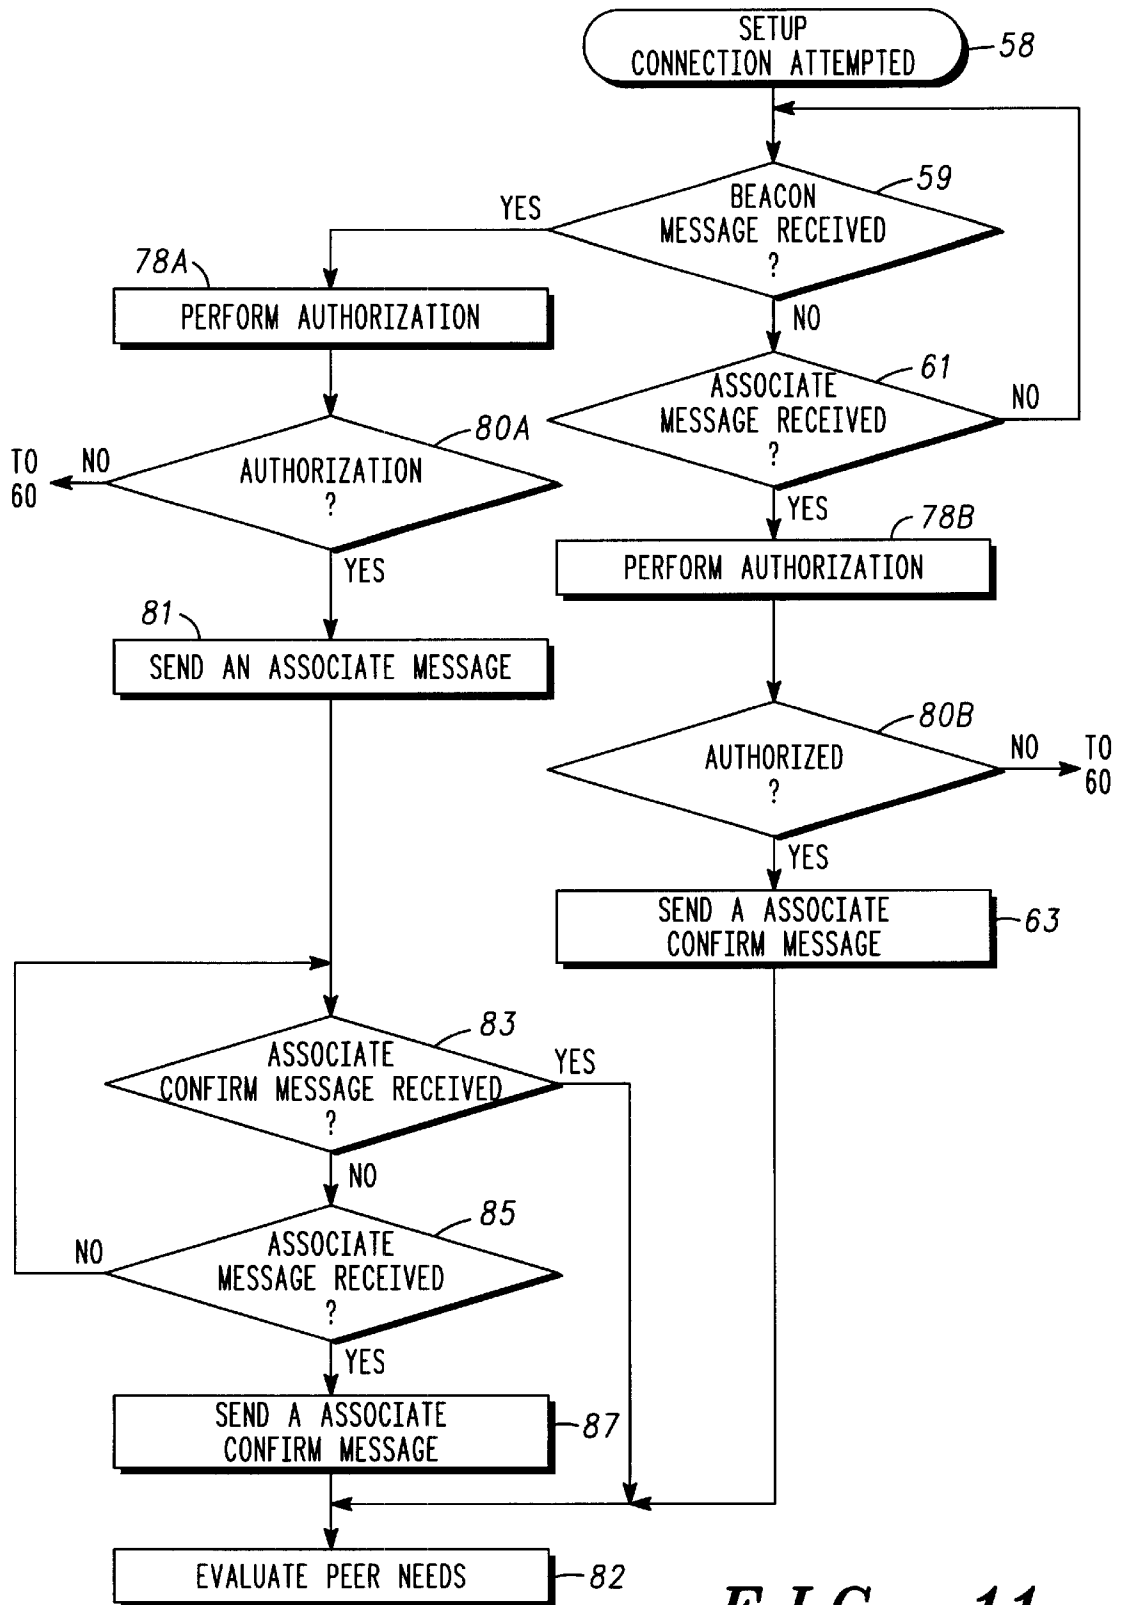 SETUP
CONNECTION ATTEMPTED
58
59
BEACON
MESSAGE RECEIVED
?
YES
NO
78A
PERFORM AUTHORIZATION
61
ASSOCIATE
MESSAGE RECEIVED
?
NO
YES
80A
AUTHORIZATION
?
NO
TO
60
YES
78B
PERFORM AUTHORIZATION
81
SEND AN ASSOCIATE MESSAGE
80B
AUTHORIZED
?
NO
TO
60
YES
SEND A ASSOCIATE
CONFIRM MESSAGE
63
83
ASSOCIATE
CONFIRM MESSAGE RECEIVED
?
YES
NO
85
ASSOCIATE
MESSAGE RECEIVED
?
NO
YES
SEND A ASSOCIATE
CONFIRM MESSAGE
87
EVALUATE PEER NEEDS
82
FIG. 11